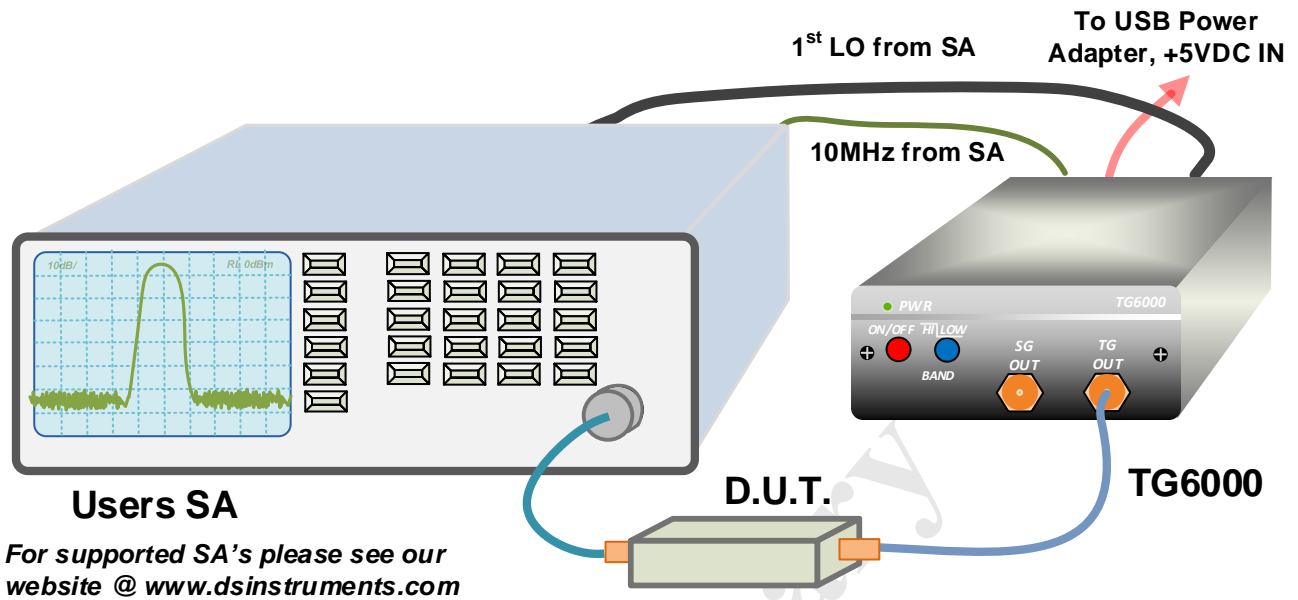 To USB Power
Adapter, +5VDC IN
1st LO from SA
10MHz from SA
10dB/
RL 0dBm
PWR
TG6000
ON/OFF
HI LOW
BAND
SG
OUT
TG
OUT
Users SA
D.U.T.
TG6000
For supported SA's please see our
website @ www.dsinstruments.com